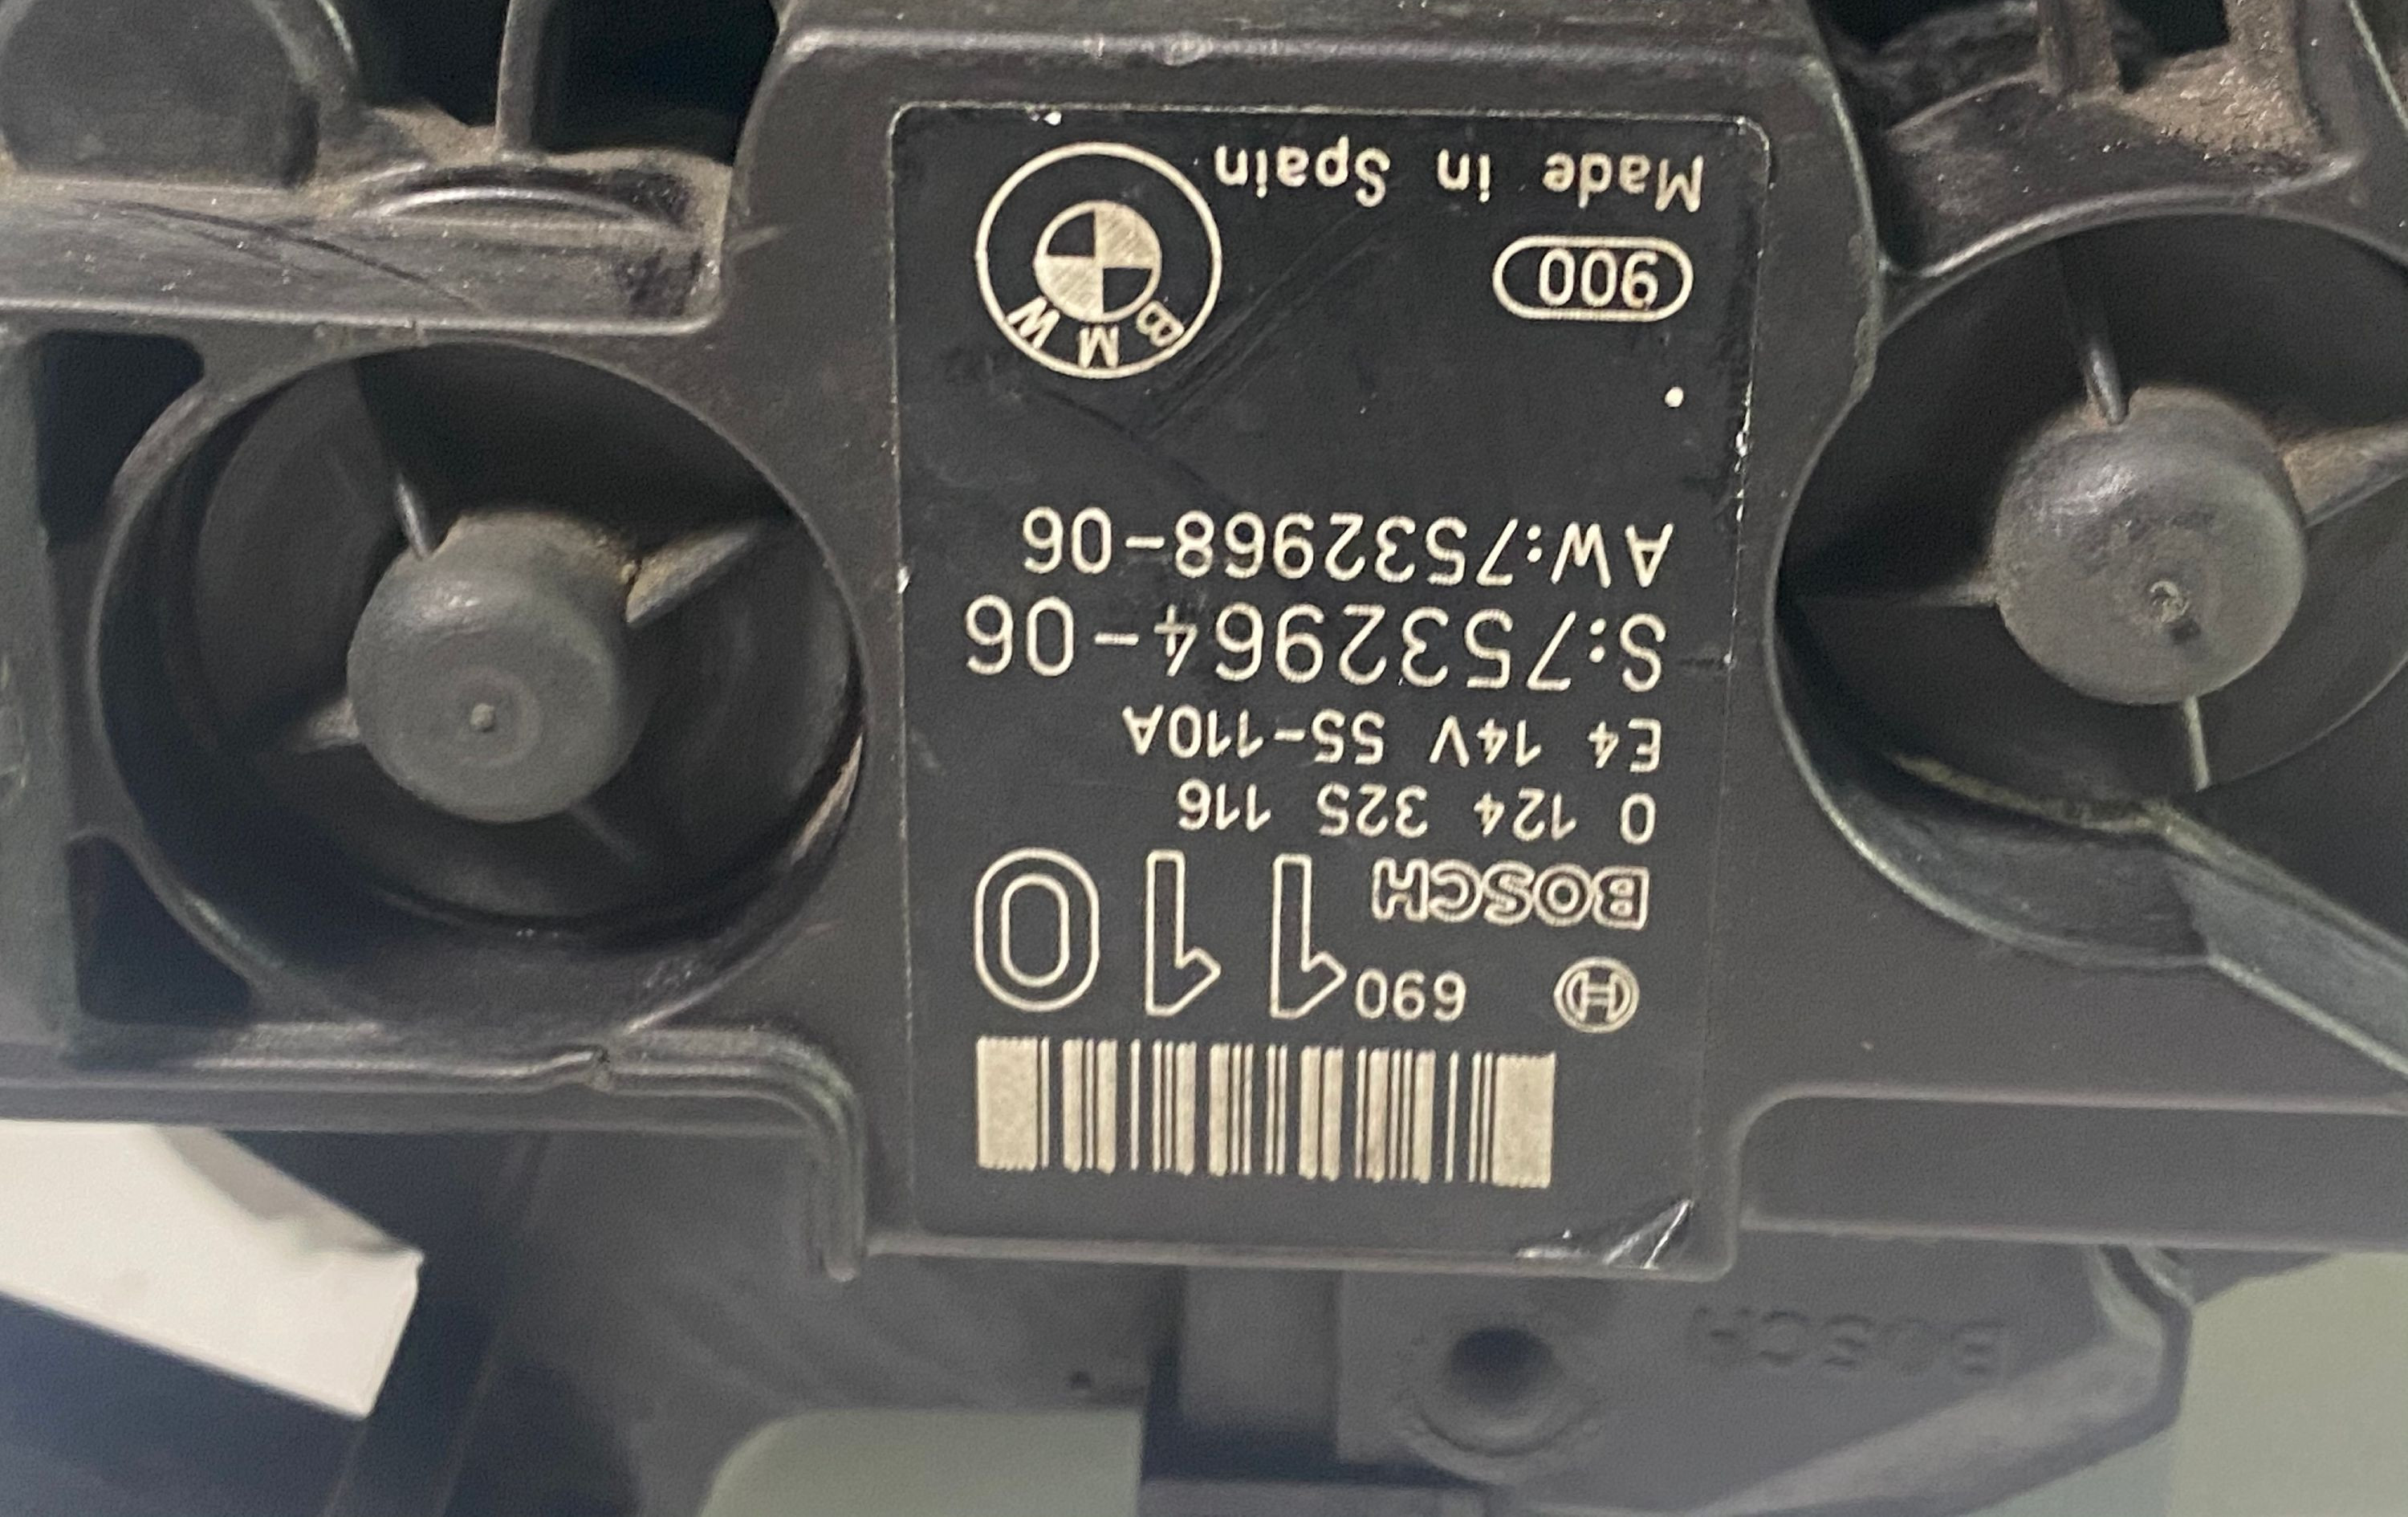 BOSCH
690
BOSCH
110
0 124 325 116
E4 14V 55-110A
S:7532964-06
AW:7532968-06
900
BMW
Made in Spain